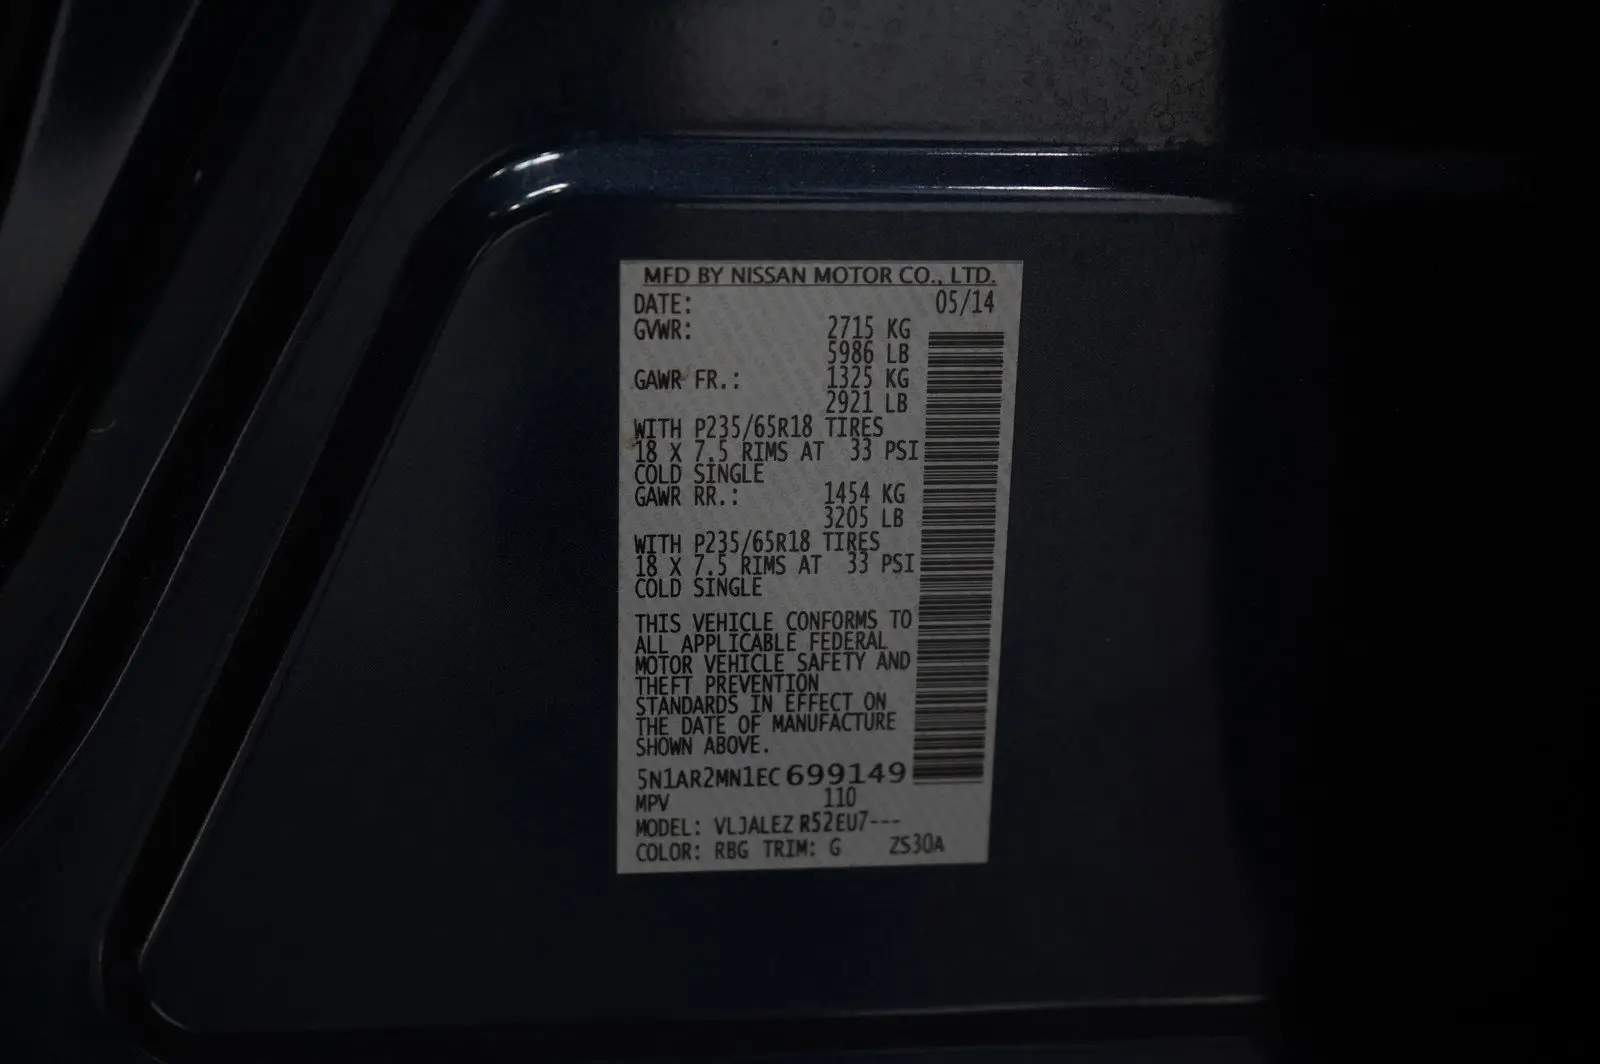 MFD BY NISSAN MOTOR CO., LTD.
DATE: 05/14
GVWR: 2715 KG
5986 LB
GAWR FR.: 1325 KG
2921 LB
WITH P235/65R18 TIRES
18 X 7.5 RIMS AT 33 PSI
COLD SINGLE
GAWR RR.: 1454 KG
3205 LB
WITH P235/65R18 TIRES
18 X 7.5 RIMS AT 33 PSI
COLD SINGLE
THIS VEHICLE CONFORMS TO
ALL APPLICABLE FEDERAL
MOTOR VEHICLE SAFETY AND
THEFT PREVENTION
STANDARDS IN EFFECT ON
THE DATE OF MANUFACTURE
SHOWN ABOVE.
5N1AR2MN1EC699149
MPV 110
MODEL: VLJALEZ R52EU7---
COLOR: RBG TRIM: G ZS30A